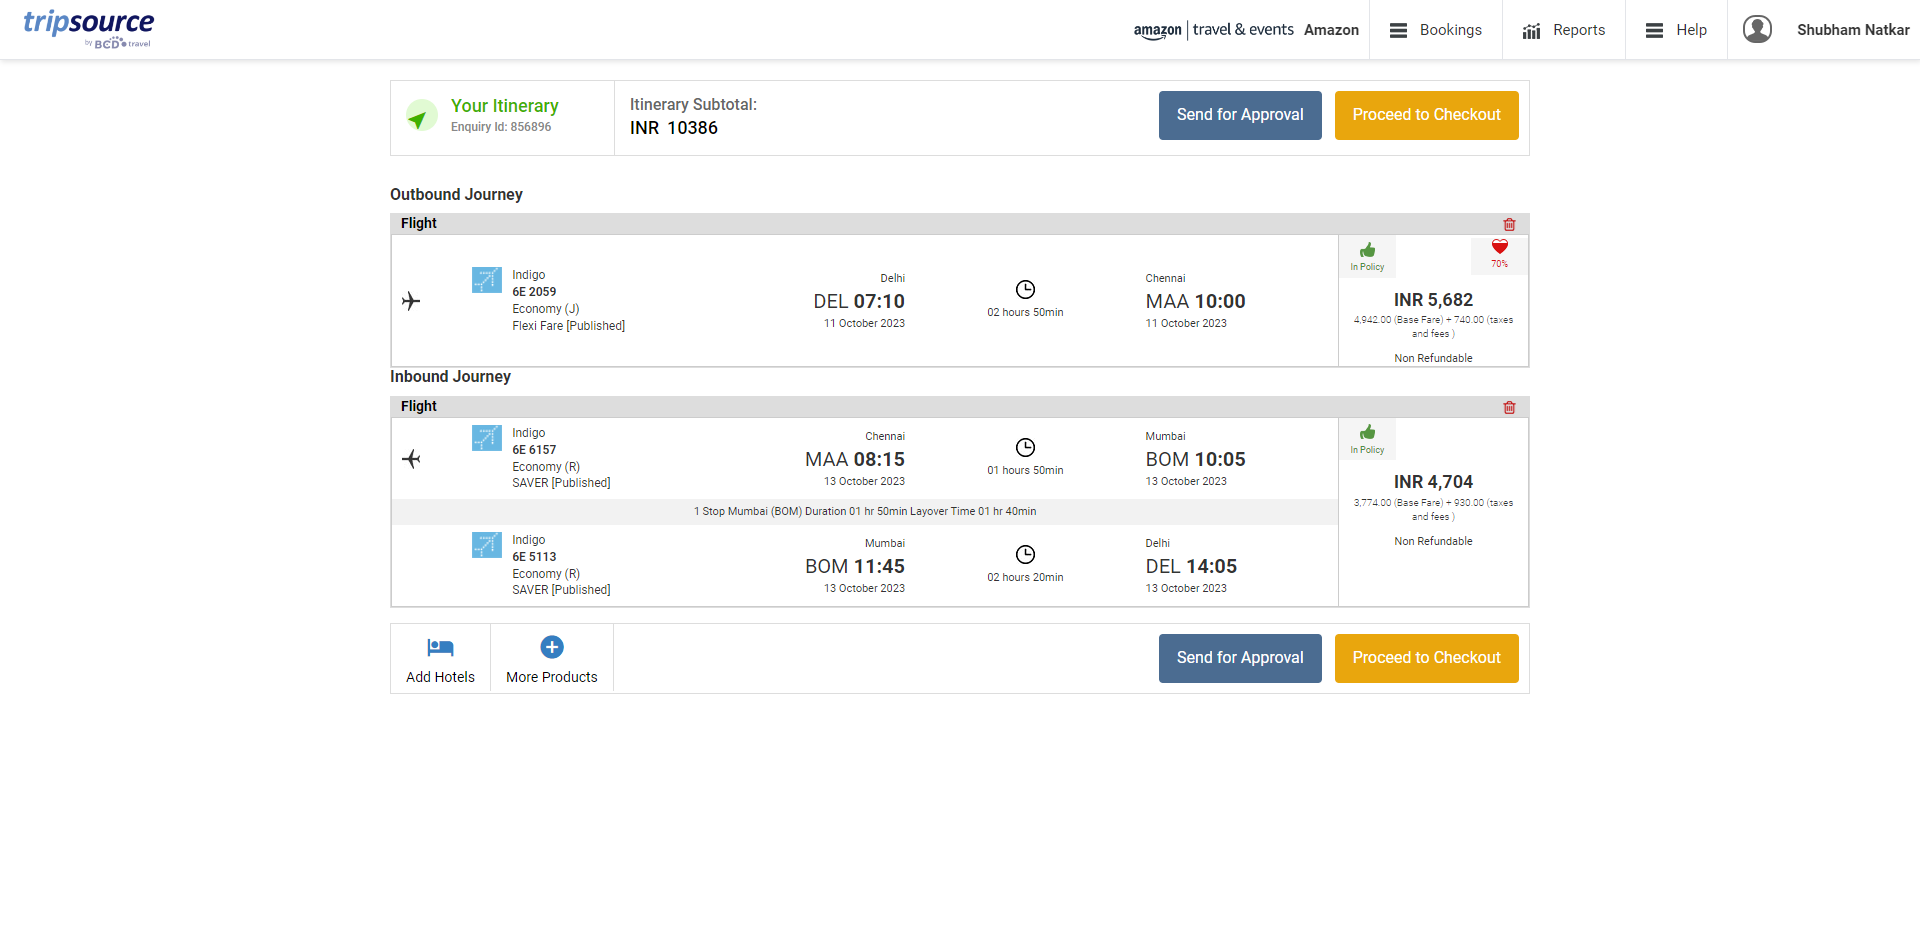 tripsource
by BCD travel
amazon | travel & events Amazon
Bookings
Reports
Help
Shubham Natkar
Your Itinerary
Enquiry Id: 856896
Itinerary Subtotal:
INR 10386
Send for Approval
Proceed to Checkout
Outbound Journey
Flight
Indigo
6E 2059
Economy (J)
Flexi Fare [Published]
Delhi
DEL 07:10
11 October 2023
02 hours 50min
Chennai
MAA 10:00
11 October 2023
In Policy
70%
INR 5,682
4,942.00 (Base Fare) + 740.00 (taxes
and fees )
Non Refundable
Inbound Journey
Flight
Indigo
6E 6157
Economy (R)
SAVER [Published]
Chennai
MAA 08:15
13 October 2023
01 hours 50min
Mumbai
BOM 10:05
13 October 2023
In Policy
INR 4,704
3,774.00 (Base Fare) + 930.00 (taxes
and fees )
Non Refundable
1 Stop Mumbai (BOM) Duration 01 hr 50min Layover Time 01 hr 40min
Indigo
6E 5113
Economy (R)
SAVER [Published]
Mumbai
BOM 11:45
13 October 2023
02 hours 20min
Delhi
DEL 14:05
13 October 2023
Add Hotels
More Products
Send for Approval
Proceed to Checkout